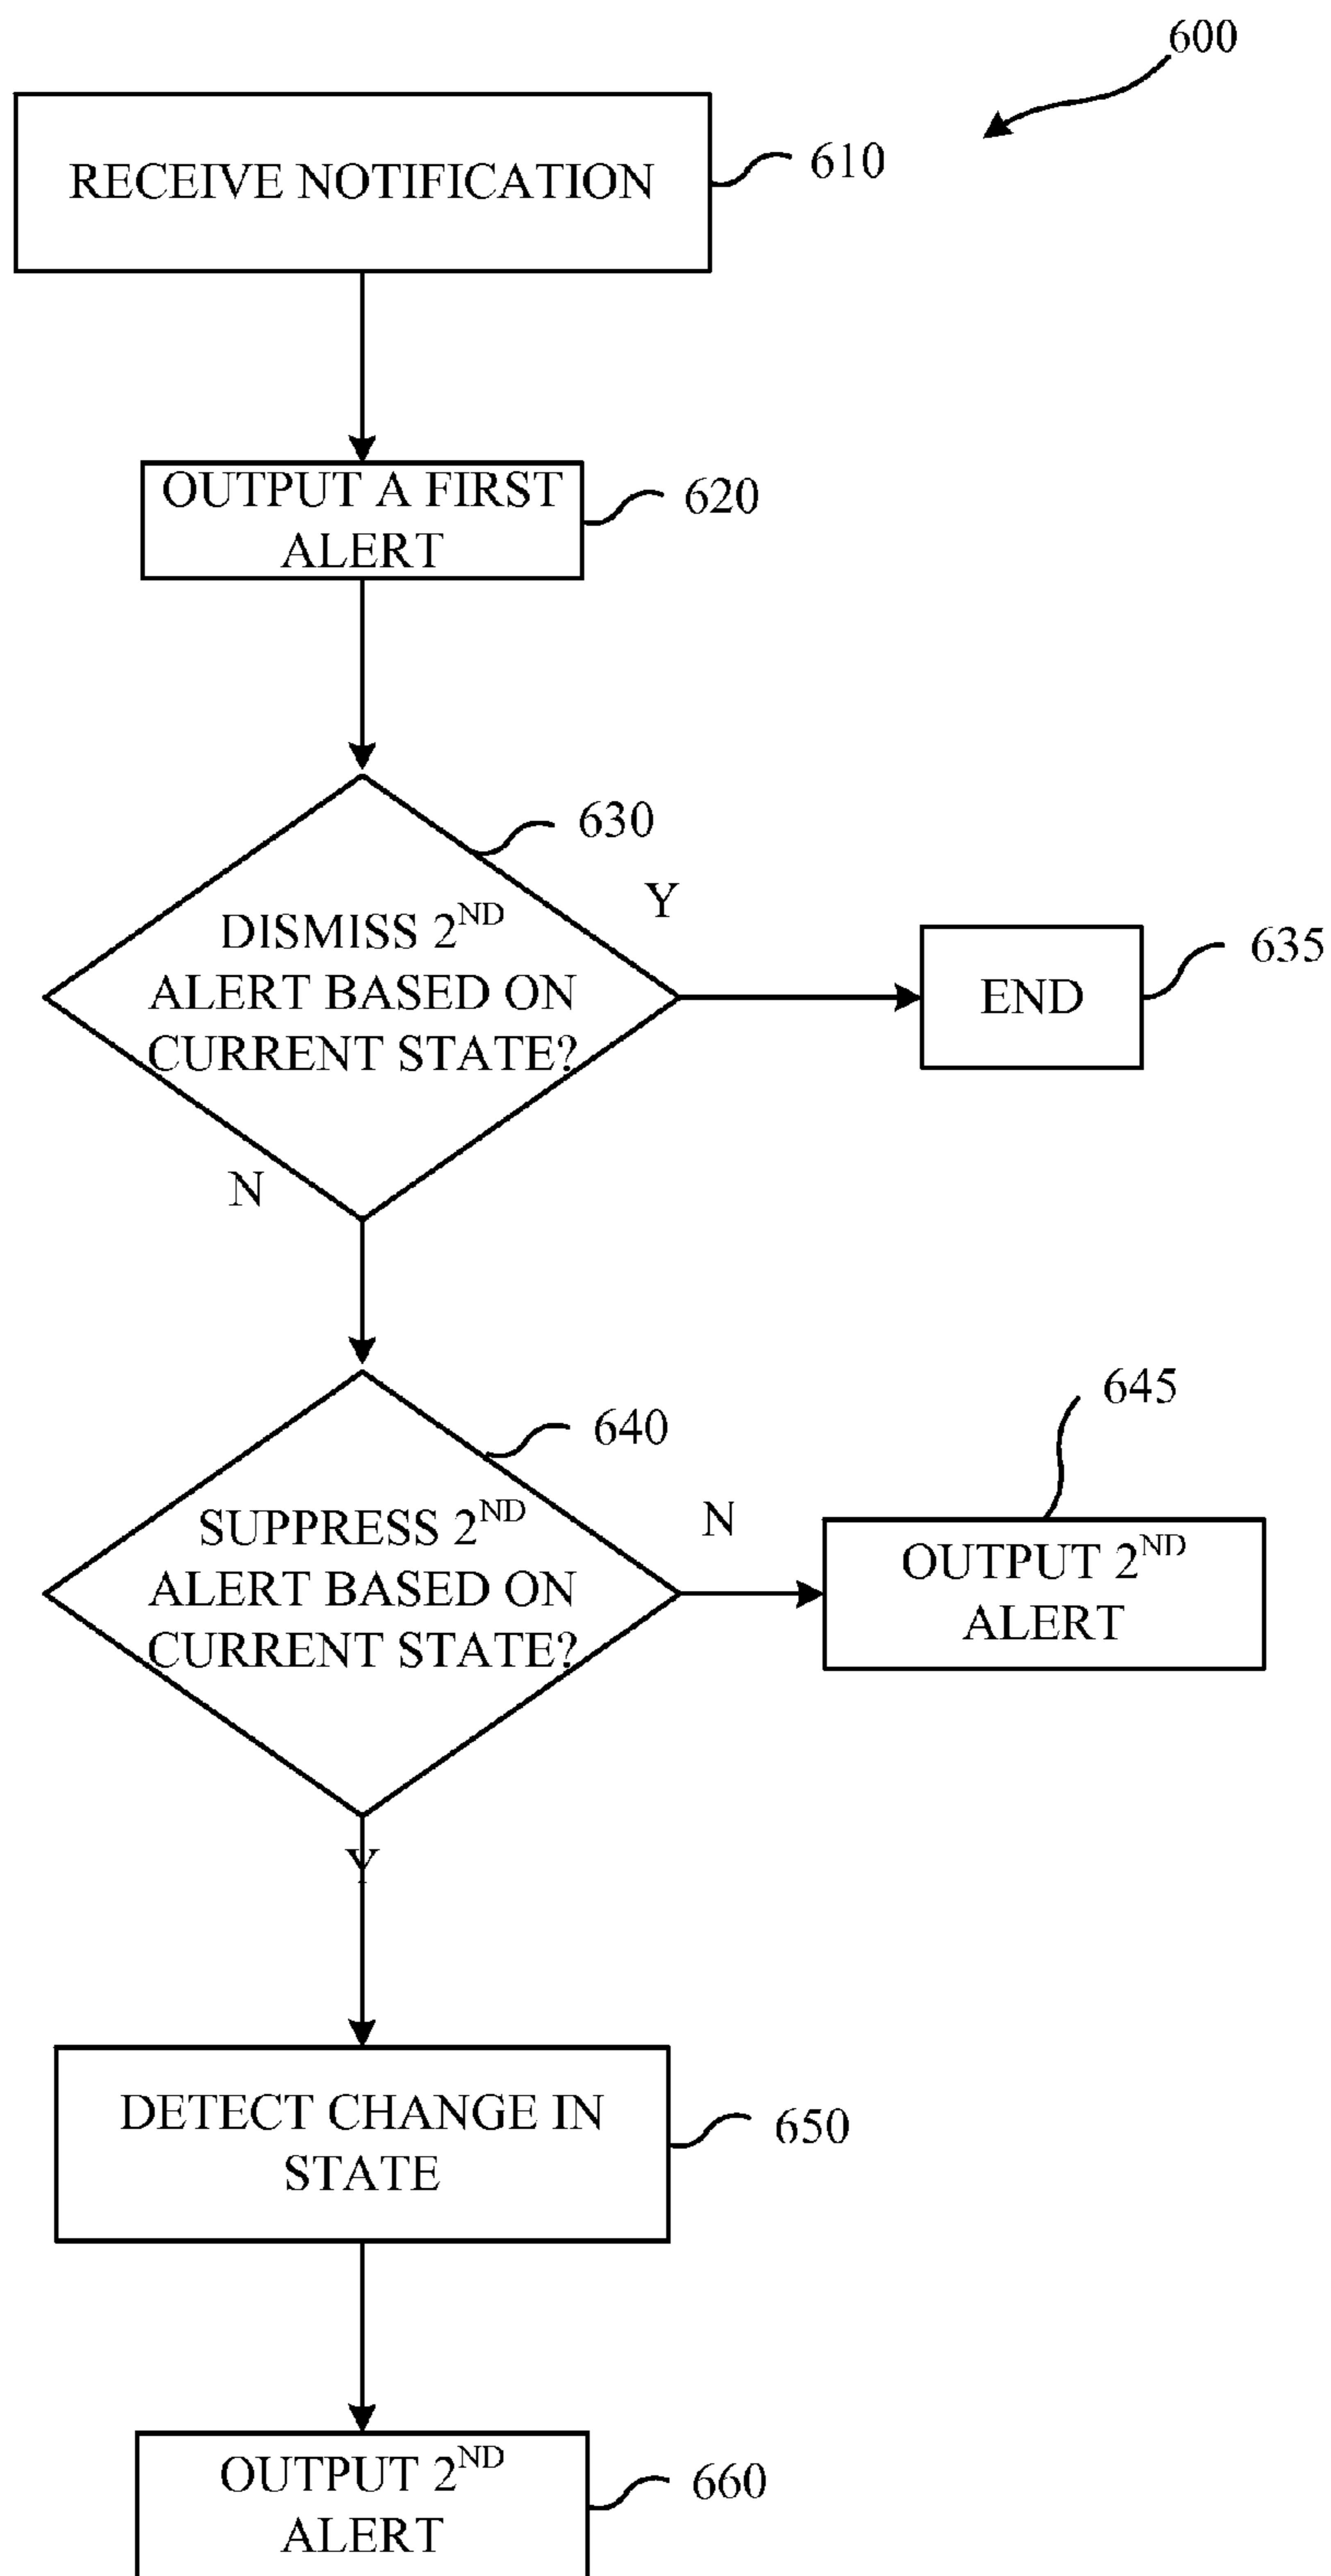 600
RECEIVE NOTIFICATION
610
OUTPUT A FIRST
ALERT
620
630
DISMISS 2ND
ALERT BASED ON
CURRENT STATE?
Y
END
635
N
640
SUPPRESS 2ND
ALERT BASED ON
CURRENT STATE?
N
645
OUTPUT 2ND
ALERT
Y
DETECT CHANGE IN
STATE
650
OUTPUT 2ND
ALERT
660